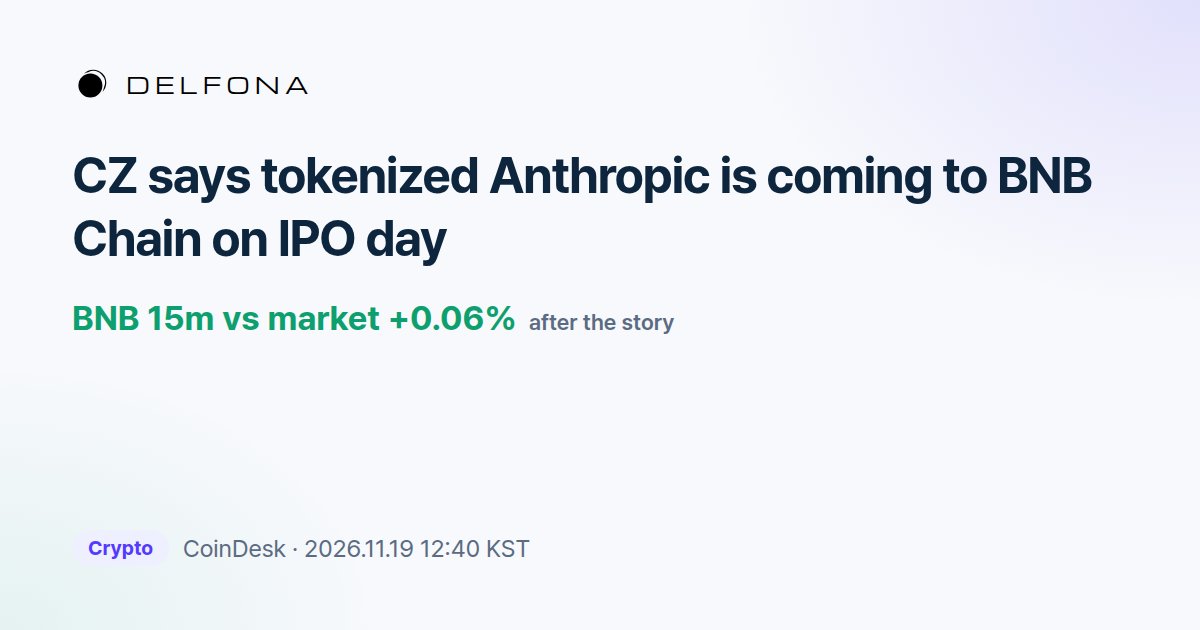 DELFONA
CZ says tokenized Anthropic is coming to BNB
Chain on IPO day
BNB 15m vs market +0.06% after the story
Crypto CoinDesk · 2026.11.19 12:40 KST